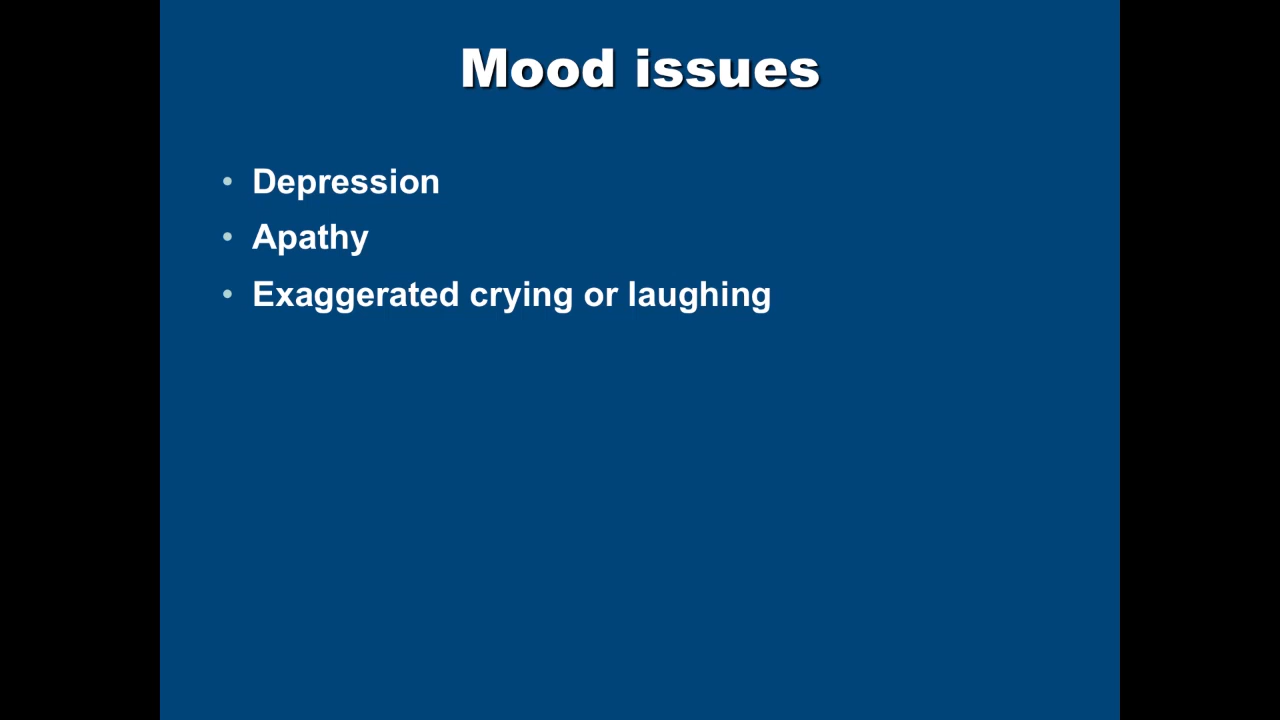 Mood issues
• Depression
• Apathy
• Exaggerated crying or laughing